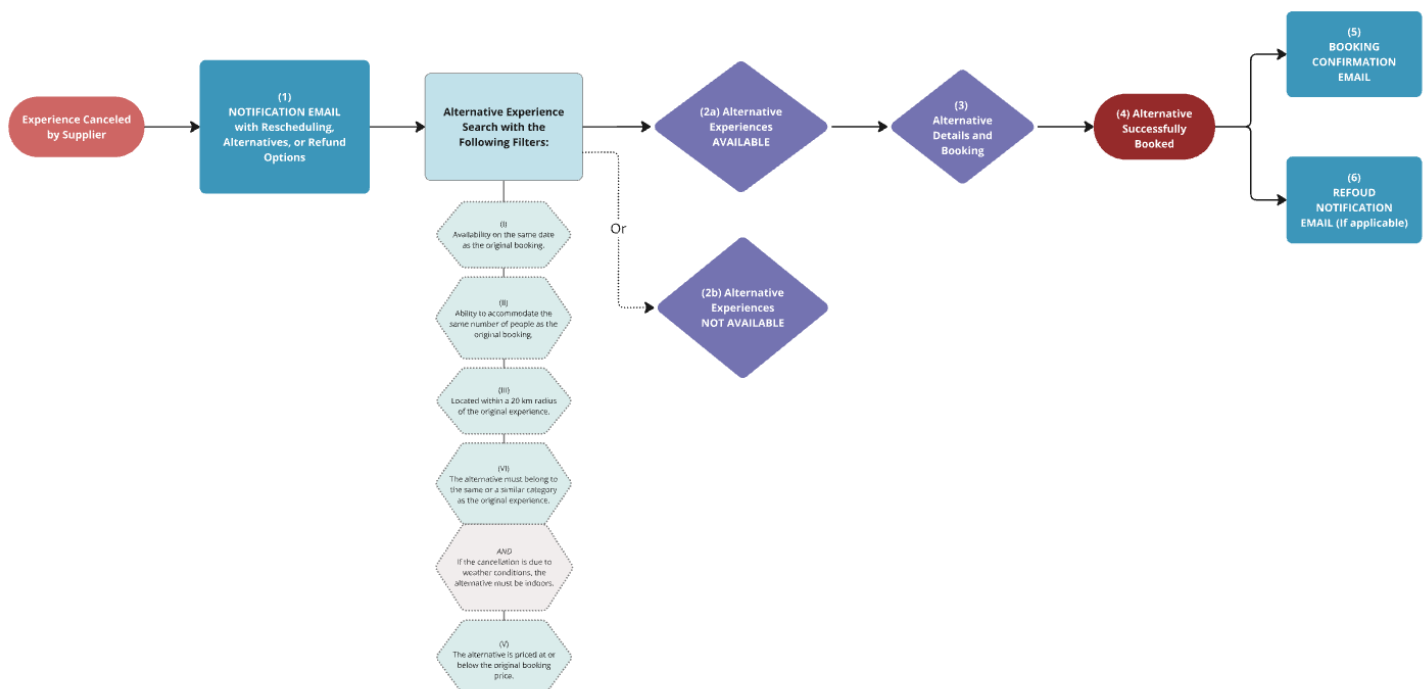 Experience Canceled
by Supplier
(1)
NOTIFICATION EMAIL
with Rescheduling,
Alternatives, or Refund
Options
Alternative Experience
Search with the
Following Filters:
(I)
Availability on the same date
as the original booking.
(II)
Ability to accommodate the
same number of people as the
original booking.
(III)
Located within a 20 km radius
of the original experience.
(VI)
The alternative must belong to
the same or a similar category
as the original experience.
AND
If the cancellation is due to
weather conditions, the
alternative must be indoors.
(V)
The alternative is priced at or
below the original booking
price.
Or
(2a) Alternative
Experiences
AVAILABLE
(2b) Alternative
Experiences
NOT AVAILABLE
(3)
Alternative
Details and
Booking
(4) Alternative
Successfully
Booked
(5)
BOOKING
CONFIRMATION
EMAIL
(6)
REFOUD
NOTIFICATION
EMAIL (If applicable)